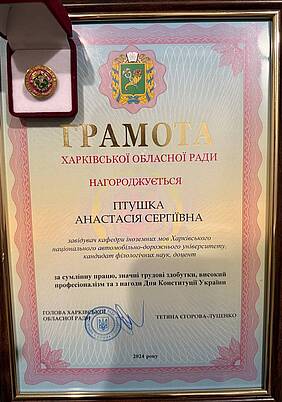 ГРАМОТА
ХАРКІВСЬКОЇ ОБЛАСНОЇ РАДИ
НАГОРОДЖУЄТЬСЯ
ПТУШКА
АНАСТАСІЯ СЕРГІЇВНА
завідувач кафедри іноземних мов Харківського
національного автомобільно-дорожнього університету,
кандидат філологічних наук, доцент
за сумлінну працю, значні трудові здобутки, високий
професіоналізм та з нагоди Дня Конституції України
ГОЛОВА ХАРКІВСЬКОЇ
ОБЛАСНОЇ РАДИ
ТЕТЯНА ЄГОРОВА-ЛУЦЕНКО
2024 року